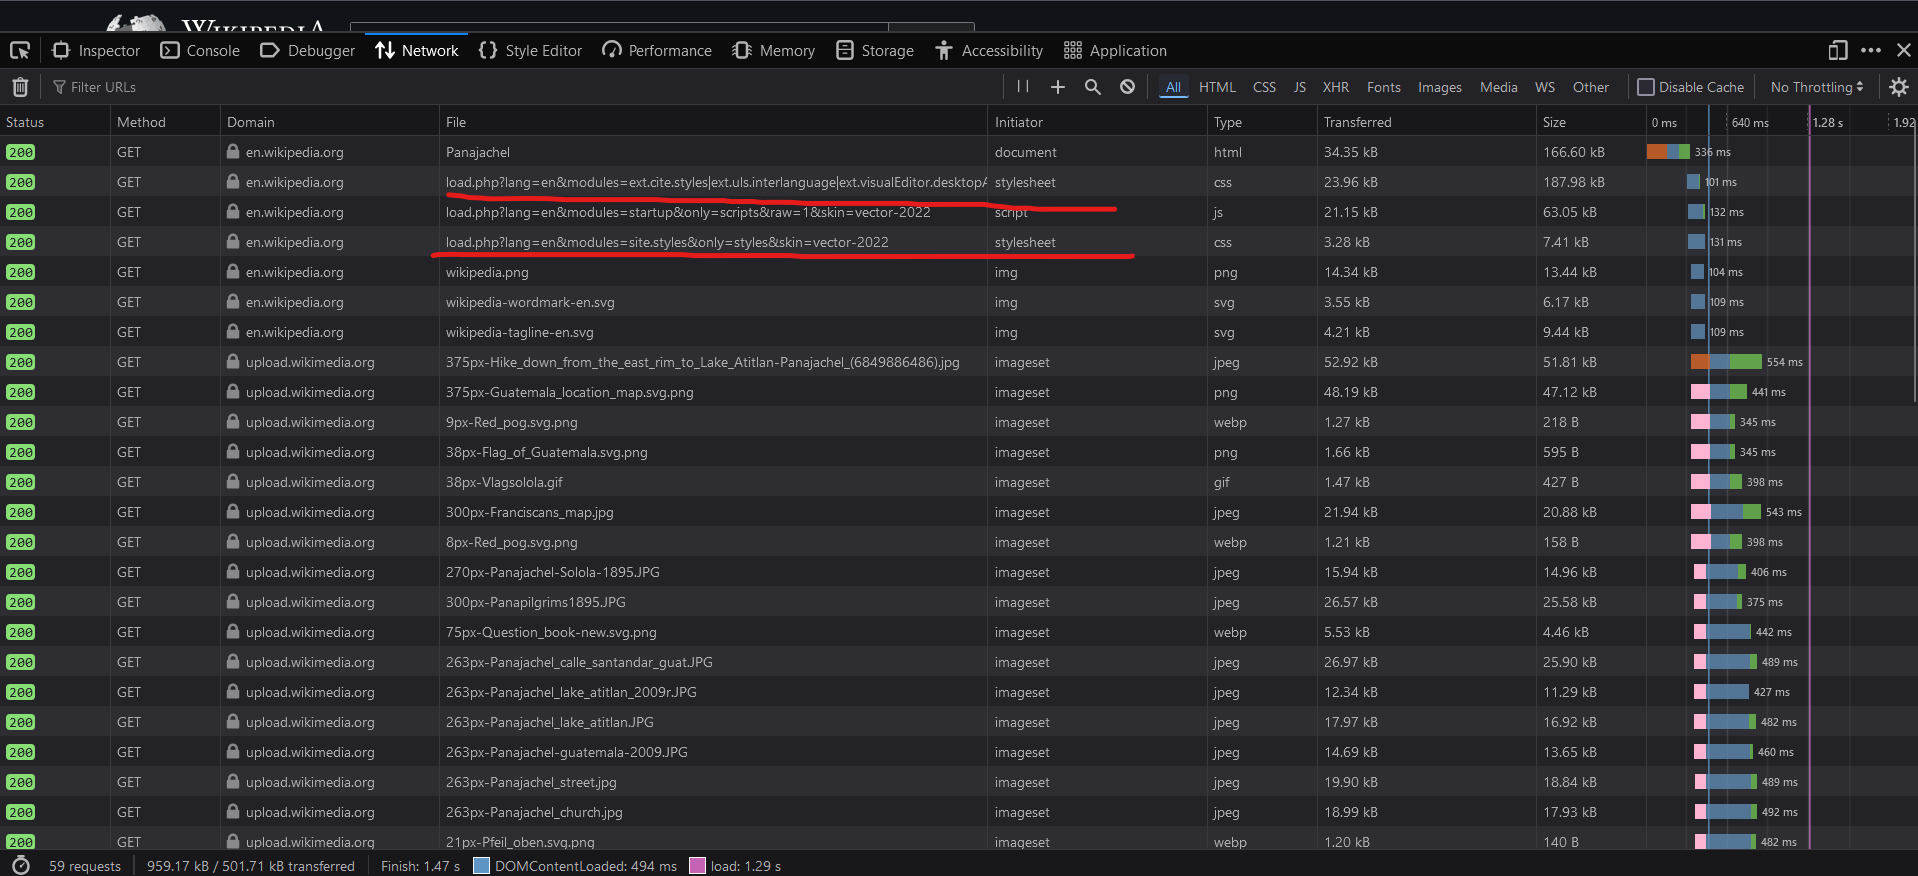 WIKIPEDIA
Inspector Console Debugger Network Style Editor Performance Memory Storage Accessibility Application
Filter URLs All HTML CSS JS XHR Fonts Images Media WS Other Disable Cache No Throttling
Status Method Domain File Initiator Type Transferred Size 0 ms 640 ms 1.28 s 1.92
200 GET en.wikipedia.org Panajachel document html 34.35 kB 166.60 kB 336 ms
200 GET en.wikipedia.org load.php?lang=en&modules=ext.cite.styles|ext.uls.interlanguage|ext.visualEditor.desktopA stylesheet css 23.96 kB 187.98 kB 101 ms
200 GET en.wikipedia.org load.php?lang=en&modules=startup&only=scripts&raw=1&skin=vector-2022 script js 21.15 kB 63.05 kB 132 ms
200 GET en.wikipedia.org load.php?lang=en&modules=site.styles&only=styles&skin=vector-2022 stylesheet css 3.28 kB 7.41 kB 131 ms
200 GET en.wikipedia.org wikipedia.png img png 14.34 kB 13.44 kB 104 ms
200 GET en.wikipedia.org wikipedia-wordmark-en.svg img svg 3.55 kB 6.17 kB 109 ms
200 GET en.wikipedia.org wikipedia-tagline-en.svg img svg 4.21 kB 9.44 kB 109 ms
200 GET upload.wikimedia.org 375px-Hike_down_from_the_east_rim_to_Lake_Atitlan-Panajachel_(6849886486).jpg imageset jpeg 52.92 kB 51.81 kB 554 ms
200 GET upload.wikimedia.org 375px-Guatemala_location_map.svg.png imageset png 48.19 kB 47.12 kB 441 ms
200 GET upload.wikimedia.org 9px-Red_pog.svg.png imageset webp 1.27 kB 218 B 345 ms
200 GET upload.wikimedia.org 38px-Flag_of_Guatemala.svg.png imageset png 1.66 kB 595 B 345 ms
200 GET upload.wikimedia.org 38px-Vlagsolola.gif imageset gif 1.47 kB 427 B 398 ms
200 GET upload.wikimedia.org 300px-Franciscans_map.jpg imageset jpeg 21.94 kB 20.88 kB 543 ms
200 GET upload.wikimedia.org 8px-Red_pog.svg.png imageset webp 1.21 kB 158 B 398 ms
200 GET upload.wikimedia.org 270px-Panajachel-Solola-1895.JPG imageset jpeg 15.94 kB 14.96 kB 406 ms
200 GET upload.wikimedia.org 300px-Panapilgrims1895.JPG imageset jpeg 26.57 kB 25.58 kB 375 ms
200 GET upload.wikimedia.org 75px-Question_book-new.svg.png imageset webp 5.53 kB 4.46 kB 442 ms
200 GET upload.wikimedia.org 263px-Panajachel_calle_santandar_guat.JPG imageset jpeg 26.97 kB 25.90 kB 489 ms
200 GET upload.wikimedia.org 263px-Panajachel_lake_atitlan_2009r.JPG imageset jpeg 12.34 kB 11.29 kB 427 ms
200 GET upload.wikimedia.org 263px-Panajachel_lake_atitlan.JPG imageset jpeg 17.97 kB 16.92 kB 482 ms
200 GET upload.wikimedia.org 263px-Panajachel-guatemala-2009.JPG imageset jpeg 14.69 kB 13.65 kB 460 ms
200 GET upload.wikimedia.org 263px-Panajachel_street.jpg imageset jpeg 19.90 kB 18.84 kB 489 ms
200 GET upload.wikimedia.org 263px-Panajachel_church.jpg imageset jpeg 18.99 kB 17.93 kB 492 ms
200 GET upload.wikimedia.org 21px-Pfeil_oben.svg.png imageset webp 1.20 kB 140 B 482 ms
59 requests 959.17 kB / 501.71 kB transferred Finish: 1.47 s DOMContentLoaded: 494 ms load: 1.29 s